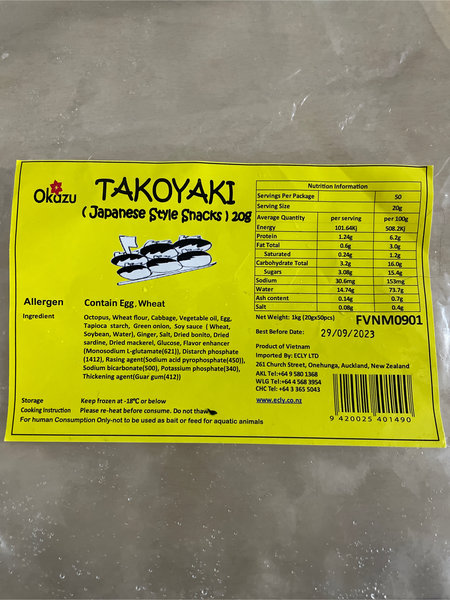 Okazu
TAKOYAKI
( Japanese Style Snacks ) 20g
Allergen Contain Egg, Wheat
Ingredient Octopus, Wheat flour, Cabbage, Vegetable oil, Egg,
Tapioca starch, Green onion, Soy sauce ( Wheat,
Soybean, Water), Ginger, Salt, Dried bonito, Dried
sardine, Dried mackerel, Glucose, Flavor enhancer
(Monosodium L-glutamate(621)), Distarch phosphate
(1412), Rasing agent(Sodium acid pyrophosphate(450)),
Sodium bicarbonate(500), Potassium phosphate(340),
Thickening agent(Guar gum(412))
Storage Keep frozen at -18℃ or below
Cooking Instruction Please re-heat before consume. Do not thaw
For human Consumption Only-not to be used as bait or feed for aquatic animals
Nutrition Information
Servings Per Package 50
Serving Size 20g
Average Quantity per serving per 100g
Energy 101.64Kj 508.2Kj
Protein 1.24g 6.2g
Fat Total 0.6g 3.0g
Saturated 0.24g 1.2g
Carbohydrate Total 3.2g 16.0g
Sugars 3.08g 15.4g
Sodium 30.6mg 153mg
Water 14.74g 73.7g
Ash content 0.14g 0.7g
Salt 0.08g 0.4g
Net Weight: 1kg (20gx50pcs) FVNM0901
Best Before Date: 29/09/2023
Product of Vietnam
Imported By: ECLY LTD
261 Church Street, Onehunga, Auckland, New Zealand
AKL Tel:+64 9 580 1368
WLG Tel:+64 4 568 3954
CHC Tel: +64 3 365 5043
www.ecly.co.nz
9 420025 401490